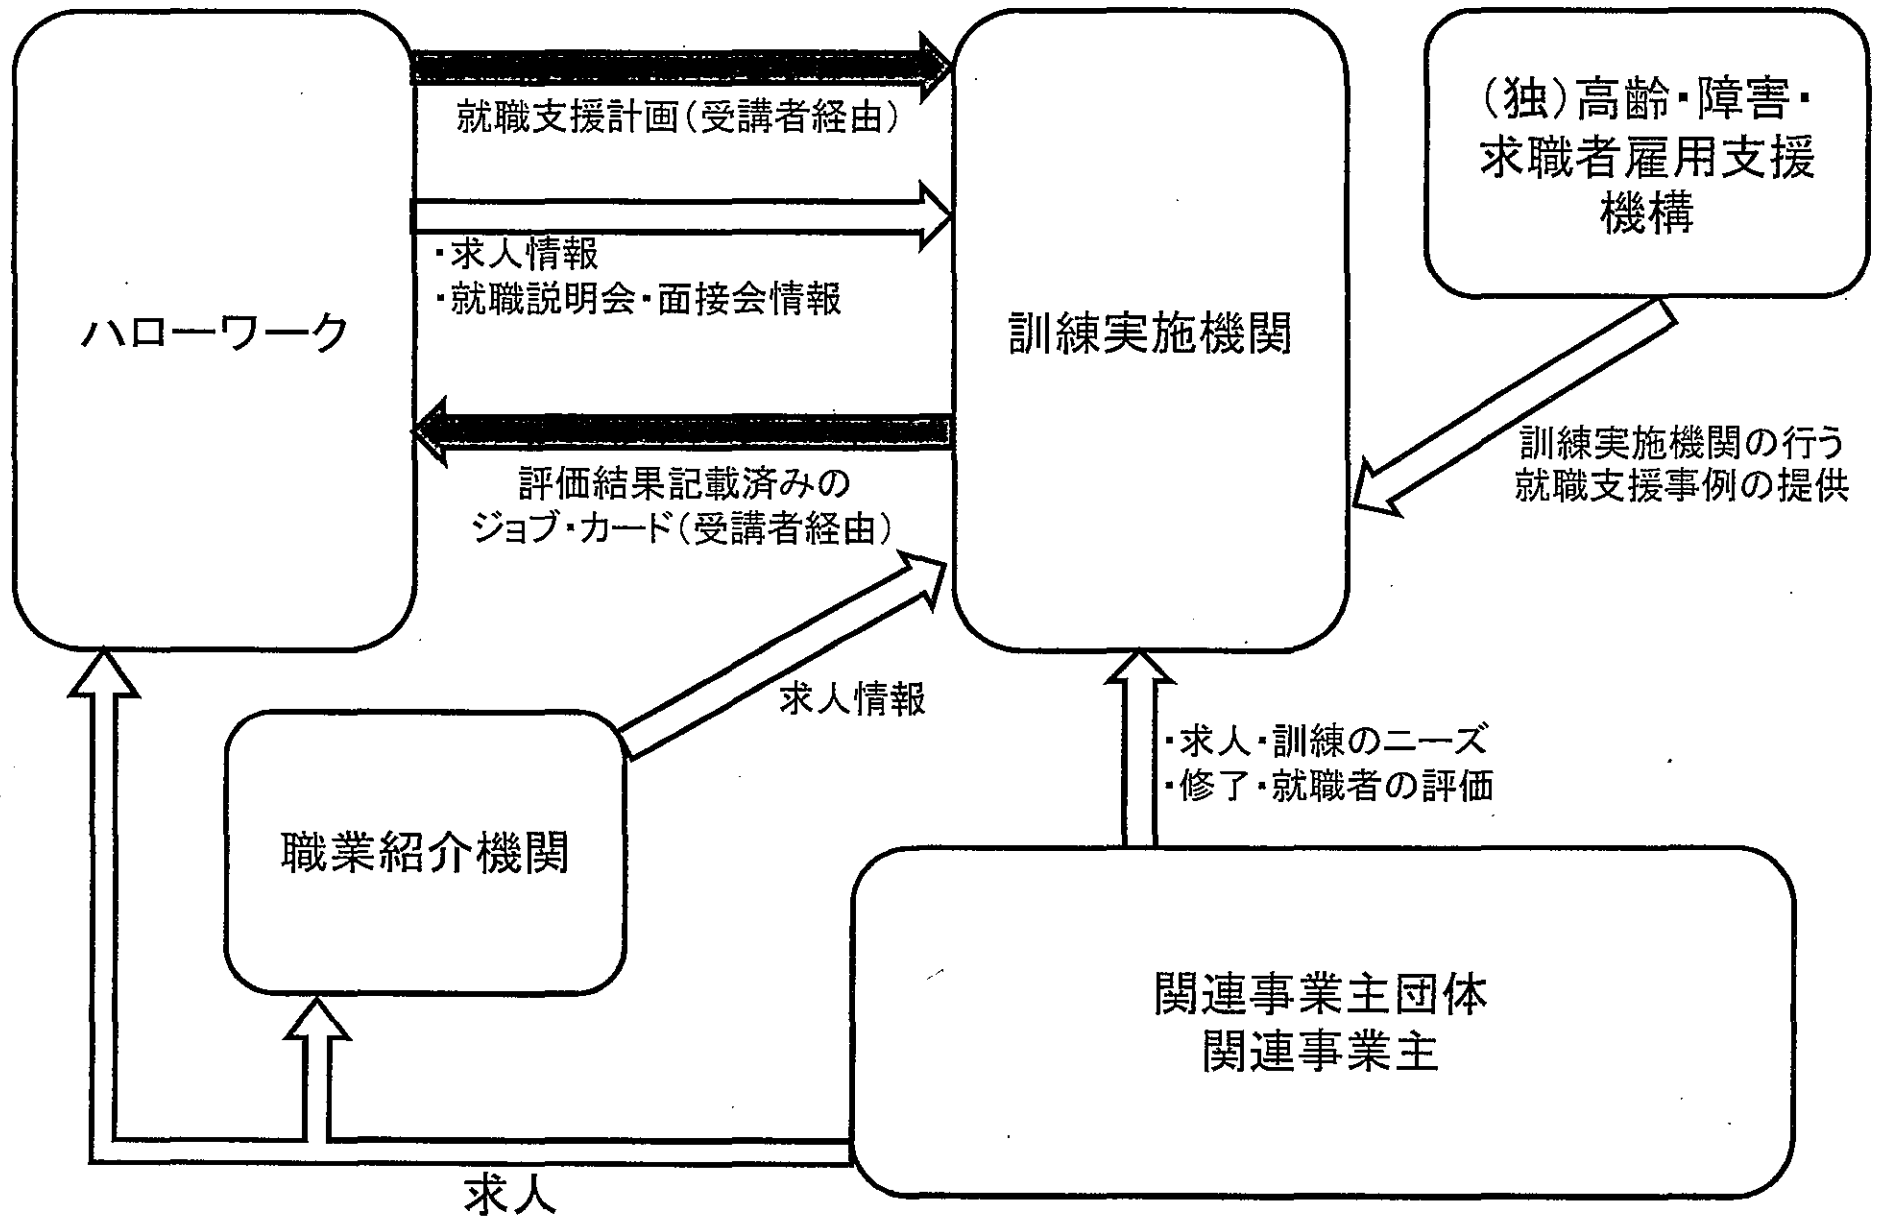 就職支援計画(受講者経由)
・求人情報
・就職説明会・面接会情報
ハローワーク
訓練実施機関
(独)高齢・障害・
求職者雇用支援
機構
評価結果記載済みの
ジョブ・カード(受講者経由)
訓練実施機関の行う
就職支援事例の提供
求人情報
・求人・訓練のニーズ
・修了・就職者の評価
職業紹介機関
関連事業主団体
関連事業主
求人